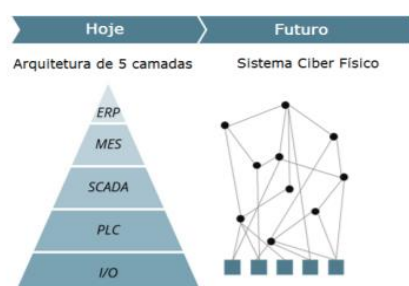 Hoje
Futuro
Arquitetura de 5 camadas
Sistema Ciber Físico
ERP
MES
SCADA
PLC
I/O